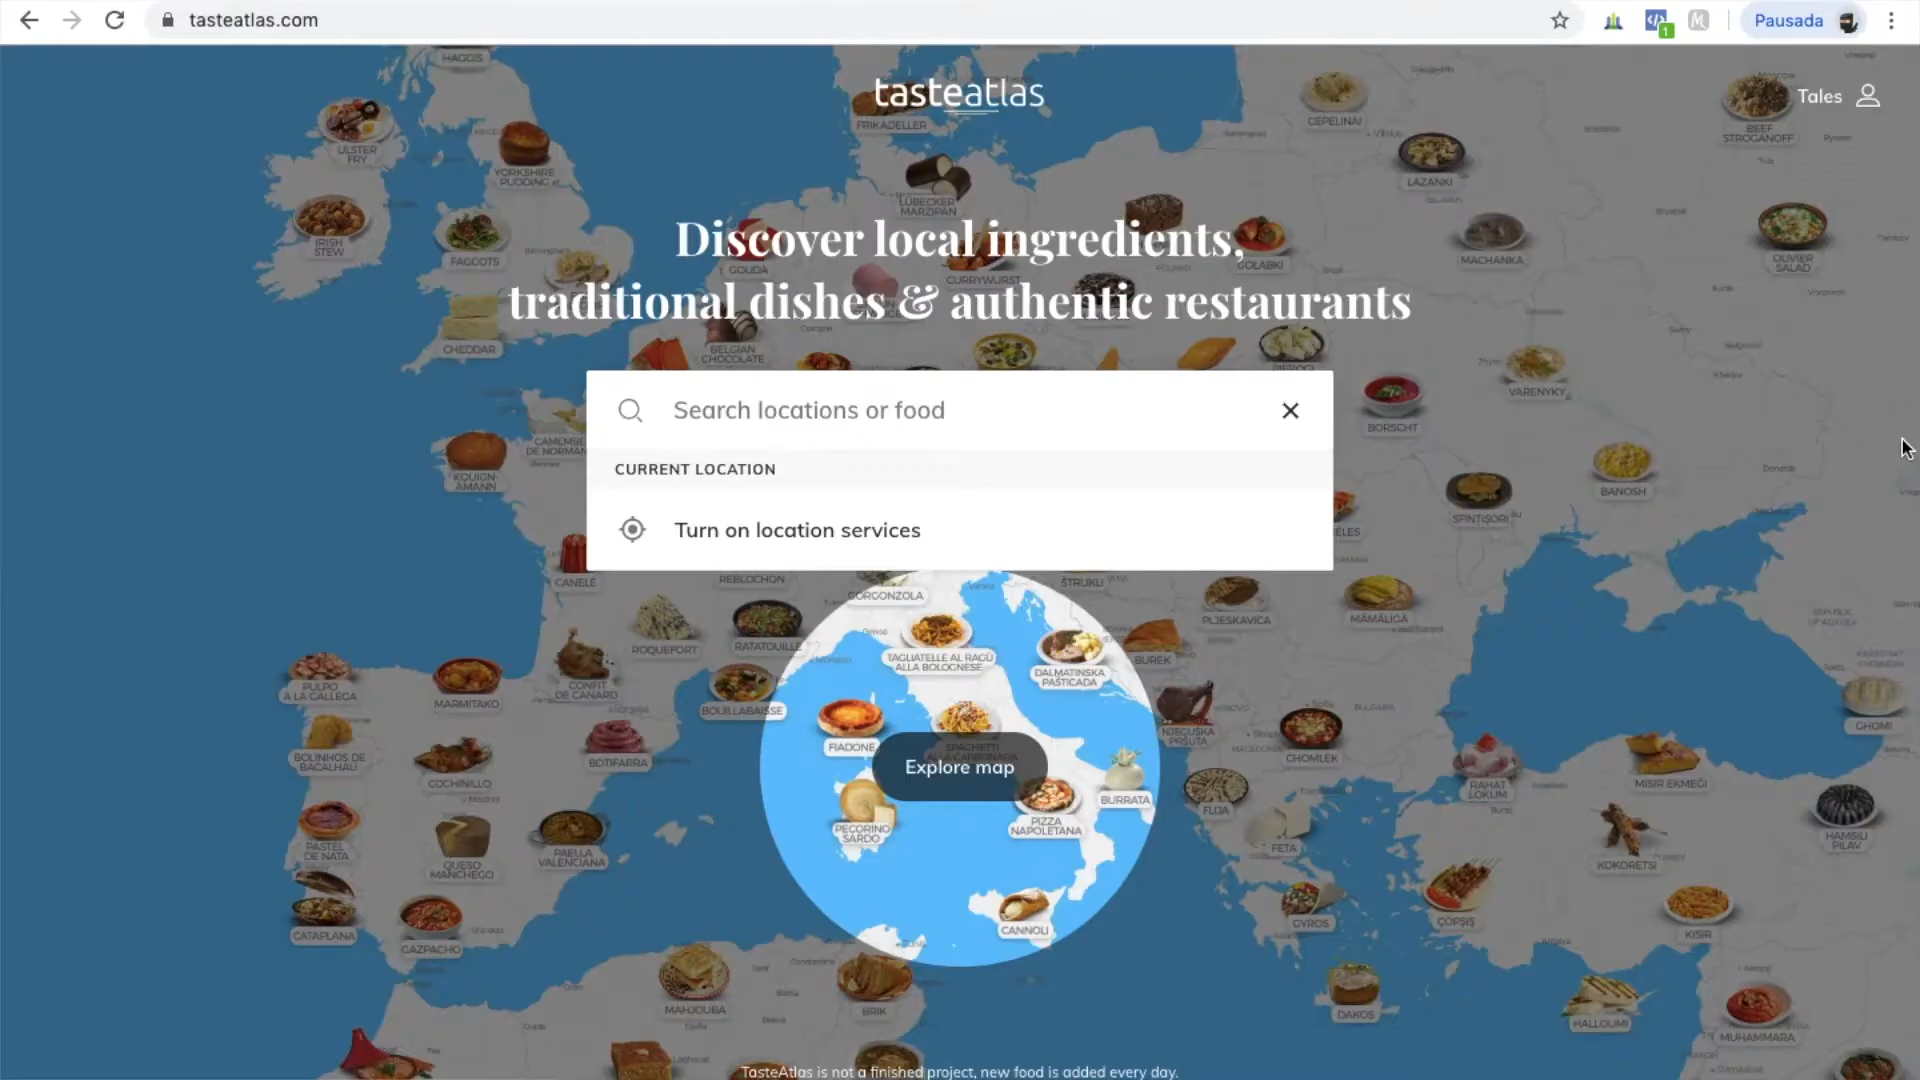 tasteatlas.com
1
Pausada
HAGGIS
tasteatlas
Tales
ULSTER
FRY
YORKSHIRE
PUDDING
FRIKADELLER
CEPELINAI
BEEF
STROGANOFF
LAZANKI
LÜBECKER
MARZIPAN
IRISH
STEW
FAGGOTS
Discover local ingredients,
traditional dishes & authentic restaurants
GOUDA
CURRYWURST
GOŁĄBKI
MACHANKA
OLIVIER
SALAD
CHEDDAR
BELGIAN
CHOCOLATE
PIEROGI
VARENYKY
Search locations or food
BORSCHT
KOUIGN-
AMANN
CURRENT LOCATION
BANOSH
Turn on location services
CANELÉ
REBLOCHON
GORGONZOLA
ŠTRUKLI
PLJESKAVICA
MĂMĂLIGĂ
ROQUEFORT
RATATOUILLE
TAGLIATELLE AL RAGÙ
ALLA BOLOGNESE
DALMATINSKA
PAŠTICADA
BUREK
PULPO
A LA GALLEGA
MARMITAKO
CONFIT
DE CANARD
BOUILLABAISSE
NJEGUŠKA
PRŠUTA
GHOMI
FIADONE
SPAGHETTI
ALLA CARBONARA
BOLINHOS DE
BACALHAU
COCHINILLO
BOTIFARRA
CHOMLEK
Explore map
RAHAT
LOKUM
MISIR EKMEĞI
BURRATA
PECORINO
SARDO
PIZZA
NAPOLETANA
FLIJA
FETA
HAMSILI
PILAV
PASTEL
DE NATA
QUESO
MANCHEGO
PAELLA
VALENCIANA
KOKORETSI
CATAPLANA
GAZPACHO
CANNOLI
GYROS
ÇÖPŞIŞ
KISIR
MAHJOUBA
BRIK
DAKOS
HALLOUMI
MUHAMMARA
TasteAtlas is not a finished project, new food is added every day.